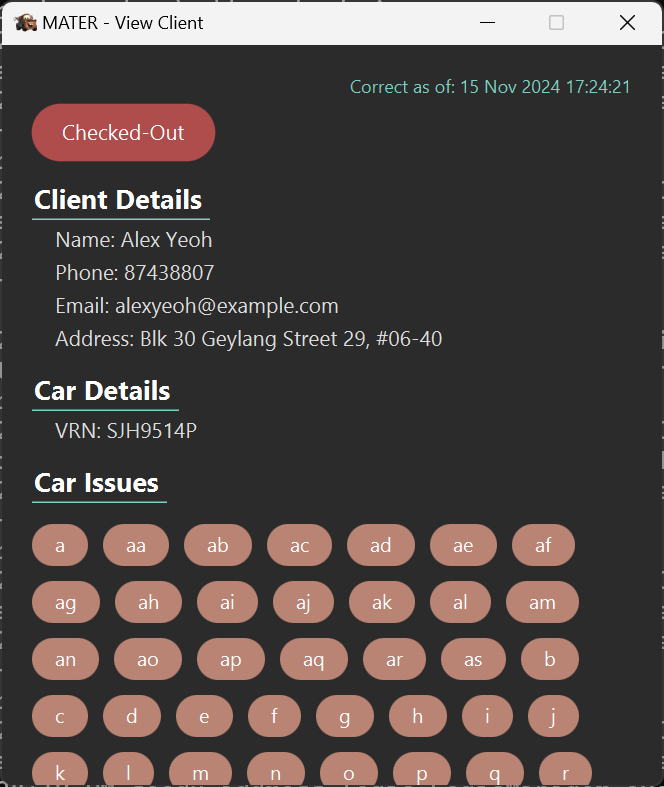 MATER - View Client
Correct as of: 15 Nov 2024 17:24:21
Checked-Out
Client Details
Name: Alex Yeoh
Phone: 87438807
Email: alexyeoh@example.com
Address: Blk 30 Geylang Street 29, #06-40
Car Details
VRN: SJH9514P
Car Issues
a aa ab ac ad ae af
ag ah ai aj ak al am
an ao ap aq ar as b
c d e f g h i j
k l m n o p q r